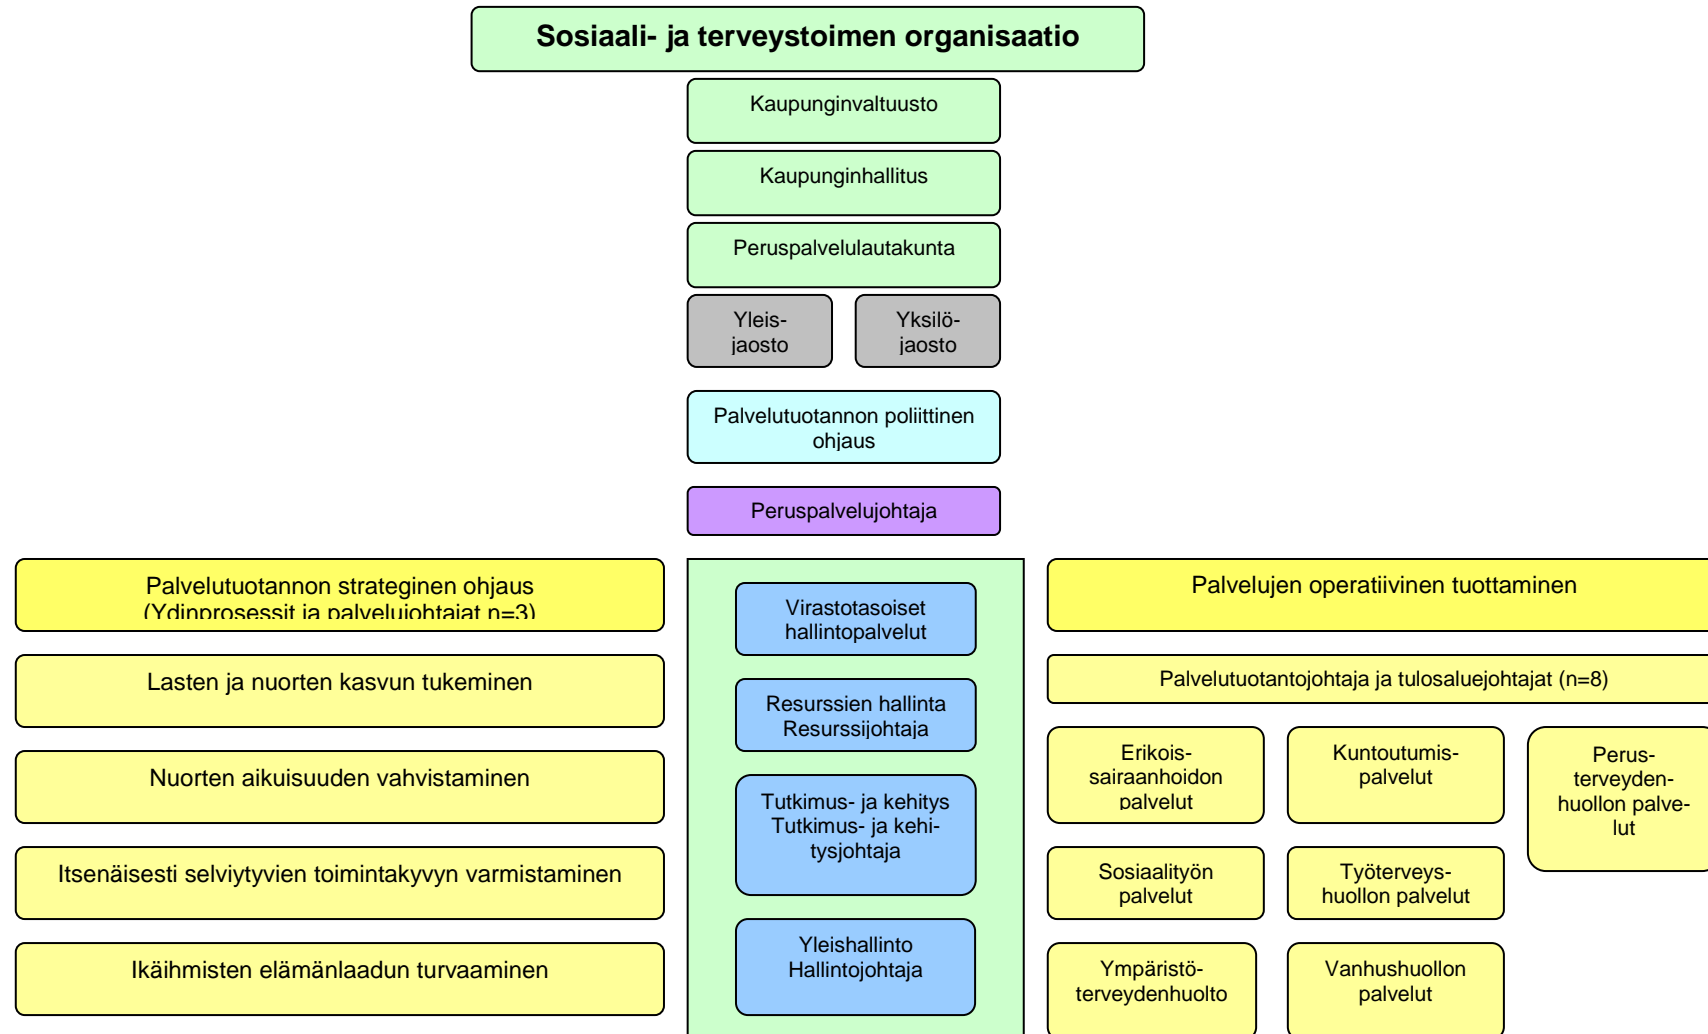 Sosiaali- ja terveystoimen organisaatio
Kaupunginvaltuusto
Kaupunginhallitus
Peruspalvelulautakunta
Yleis-
jaosto
Yksilö-
jaosto
Palvelutuotannon poliittinen
ohjaus
Peruspalvelujohtaja
Palvelutuotannon strateginen ohjaus
(Ydinprosessit ja palvelujohtajat n=3)
Lasten ja nuorten kasvun tukeminen
Nuorten aikuisuuden vahvistaminen
Itsenäisesti selviytyvien toimintakyvyn varmistaminen
Ikäihmisten elämänlaadun turvaaminen
Virastotasoiset
hallintopalvelut
Resurssien hallinta
Resurssijohtaja
Tutkimus- ja kehitys
Tutkimus- ja kehi-
tysjohtaja
Yleishallinto
Hallintojohtaja
Palvelujen operatiivinen tuottaminen
Palvelutuotantojohtaja ja tulosaluejohtajat (n=8)
Erikois-
sairaanhoidon
palvelut
Kuntoutumis-
palvelut
Perus-
terveyden-
huollon palve-
lut
Sosiaalityön
palvelut
Työterveys-
huollon palvelut
Ympäristö-
terveydenhuolto
Vanhushuollon
palvelut